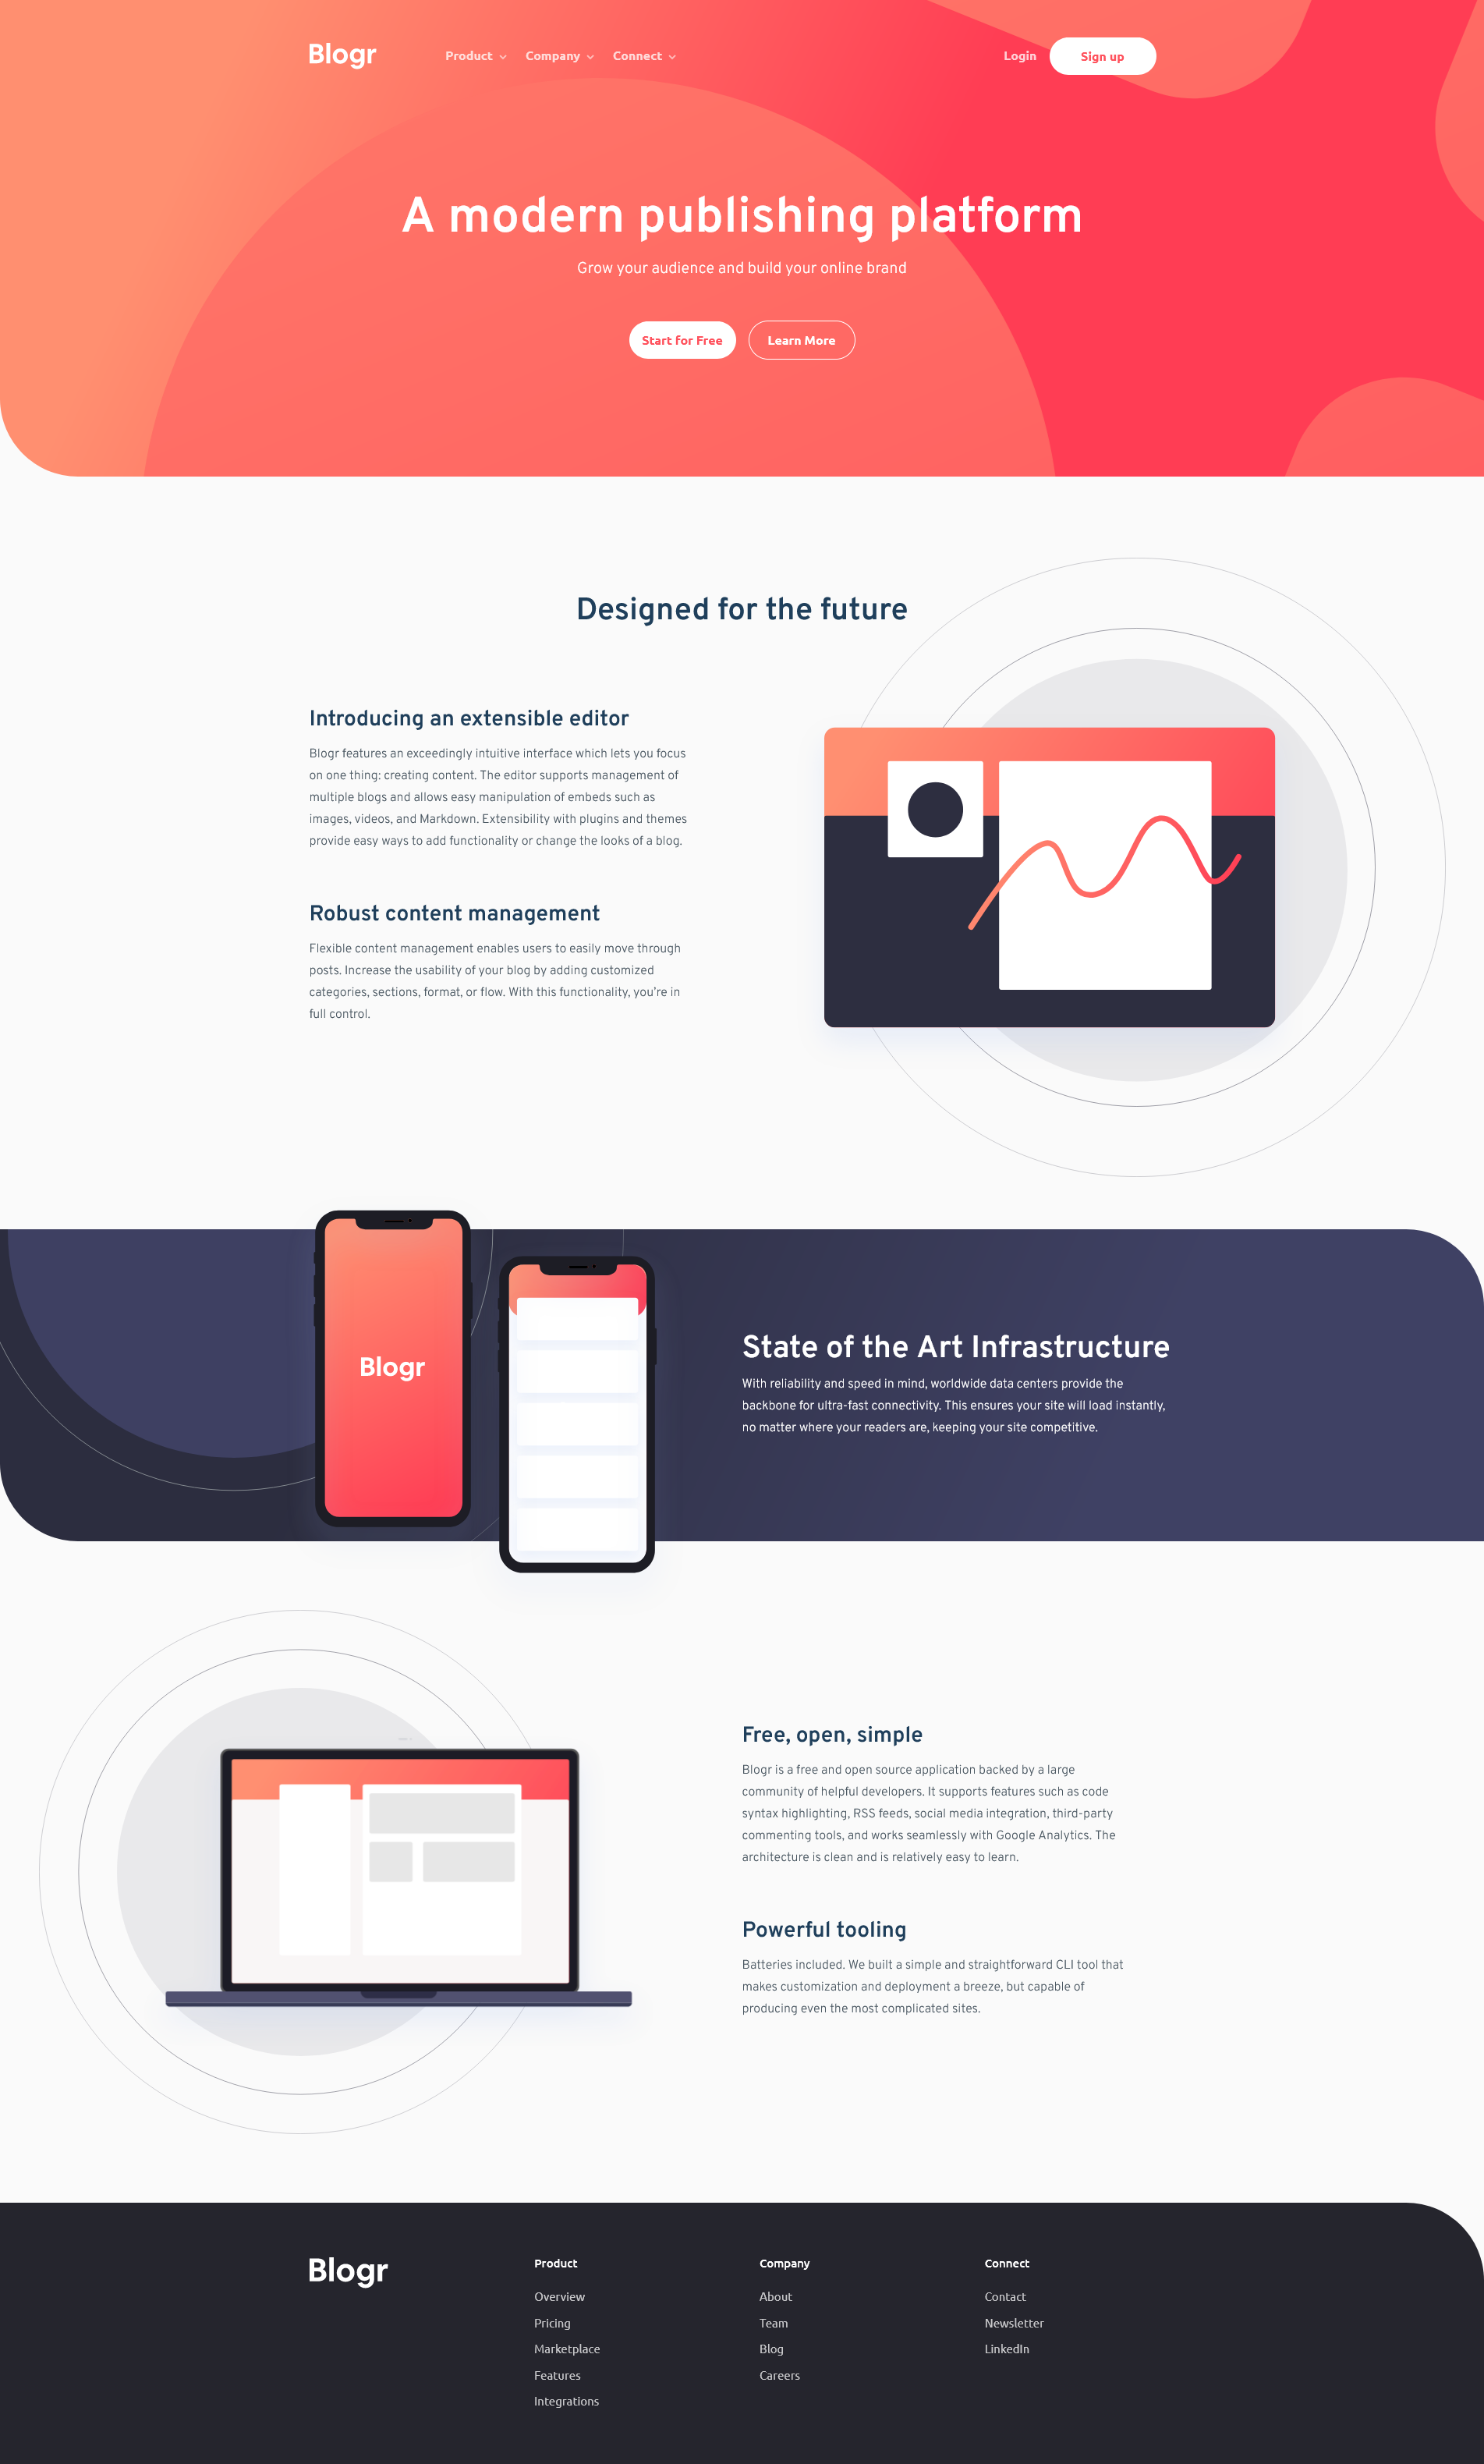 Blogr
Product
Company
Connect
Login
Sign up
A modern publishing platform
Grow your audience and build your online brand
Start for Free
Learn More
Designed for the future
Introducing an extensible editor
Blogr features an exceedingly intuitive interface which lets you focus
on one thing: creating content. The editor supports management of
multiple blogs and allows easy manipulation of embeds such as
images, videos, and Markdown. Extensibility with plugins and themes
provide easy ways to add functionality or change the looks of a blog.
Robust content management
Flexible content management enables users to easily move through
posts. Increase the usability of your blog by adding customized
categories, sections, format, or flow. With this functionality, you're in
full control.
Blogr
State of the Art Infrastructure
With reliability and speed in mind, worldwide data centers provide the
backbone for ultra-fast connectivity. This ensures your site will load instantly,
no matter where your readers are, keeping your site competitive.
Free, open, simple
Blogr is a free and open source application backed by a large
community of helpful developers. It supports features such as code
syntax highlighting, RSS feeds, social media integration, third-party
commenting tools, and works seamlessly with Google Analytics. The
architecture is clean and is relatively easy to learn.
Powerful tooling
Batteries included. We built a simple and straightforward CLI tool that
makes customization and deployment a breeze, but capable of
producing even the most complicated sites.
Blogr
Product
Overview
Pricing
Marketplace
Features
Integrations
Company
About
Team
Blog
Careers
Connect
Contact
Newsletter
LinkedIn